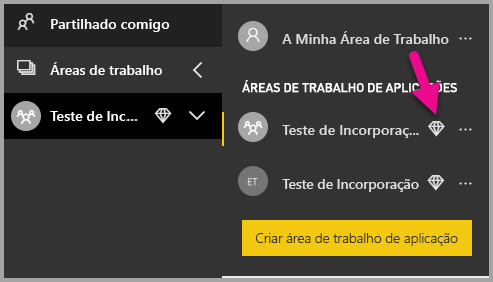 Partilhado comigo
Áreas de trabalho
Teste de Inc...
A Minha Área de Trabalho ...
ÁREAS DE TRABALHO DE APLICAÇÕES
Teste de Incorporaç... ...
ET Teste de Incorporação ...
Criar área de trabalho de aplicação